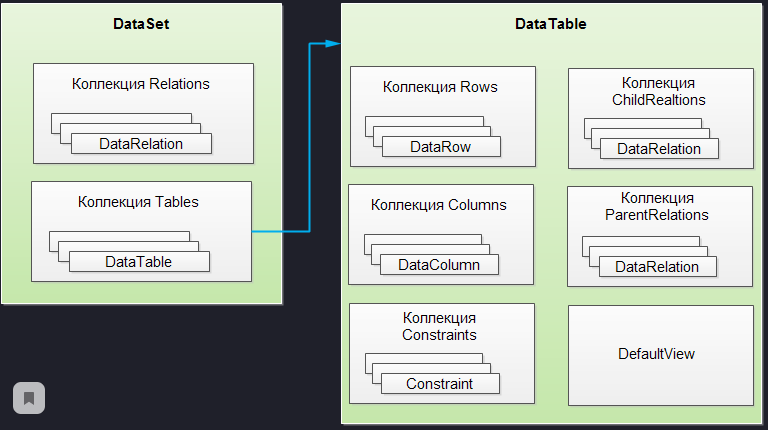 DataSet
Коллекция Relations
DataRelation
Коллекция Tables
DataTable
DataTable
Коллекция Rows
DataRow
Коллекция
ChildRealtions
DataRelation
Коллекция Columns
DataColumn
Коллекция
ParentRelations
DataRelation
Коллекция
Constraints
Constraint
DefaultView